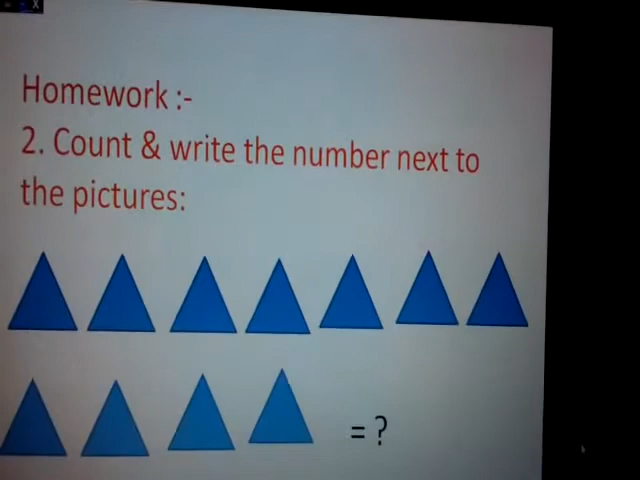 Homework :-
2. Count & write the number next to
the pictures:
= ?